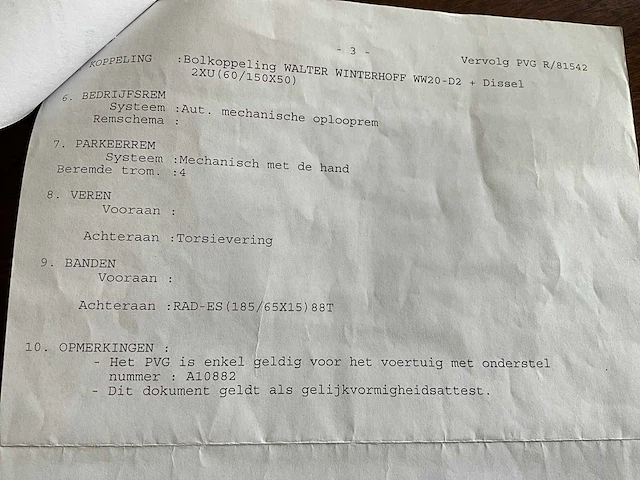 - 3 -
Vervolg PVG R/81542
KOPPELING :Bolkoppeling WALTER WINTERHOFF WW20-D2 + Dissel
2XU(60/150X50)
6. BEDRIJFSREM
Systeem :Aut. mechanische oplooprem
Remschema :
7. PARKEERREM
Systeem :Mechanisch met de hand
Beremde trom. :4
8. VEREN
Vooraan :
Achteraan :Torsievering
9. BANDEN
Vooraan :
Achteraan :RAD-ES(185/65X15)88T
10. OPMERKINGEN :
- Het PVG is enkel geldig voor het voertuig met onderstel
nummer : A10882
- Dit dokument geldt als gelijkvormigheidsattest.